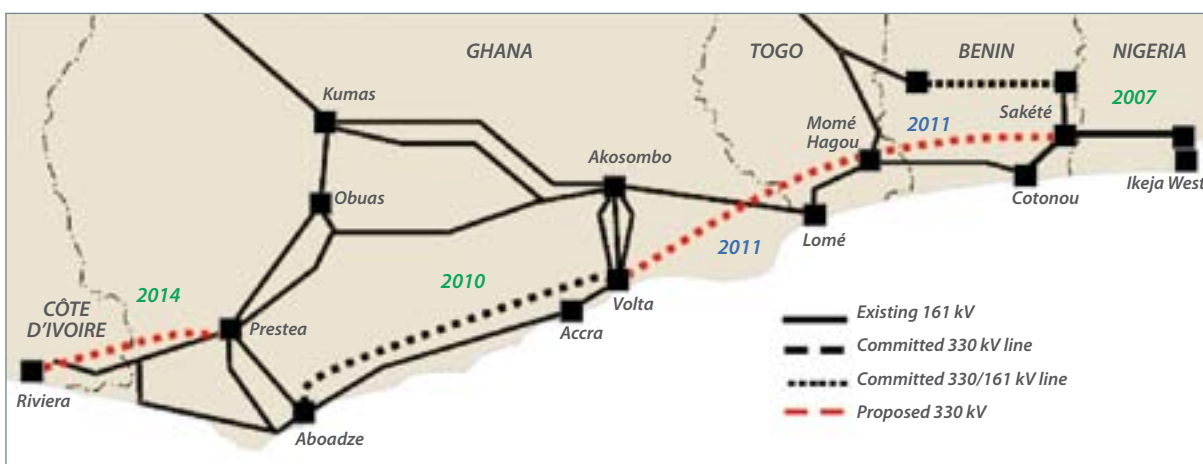 GHANA
TOGO
BENIN
NIGERIA
Kumas
2007
Sakété
Momé
Hagou
2011
Akosombo
Obuas
Ikeja West
Cotonou
Lomé
2011
2014
2010
Volta
CÔTE
D'IVOIRE
Prestea
Accra
Existing 161 kV
Committed 330 kV line
Committed 330/161 kV line
Proposed 330 kV
Riviera
Aboadze